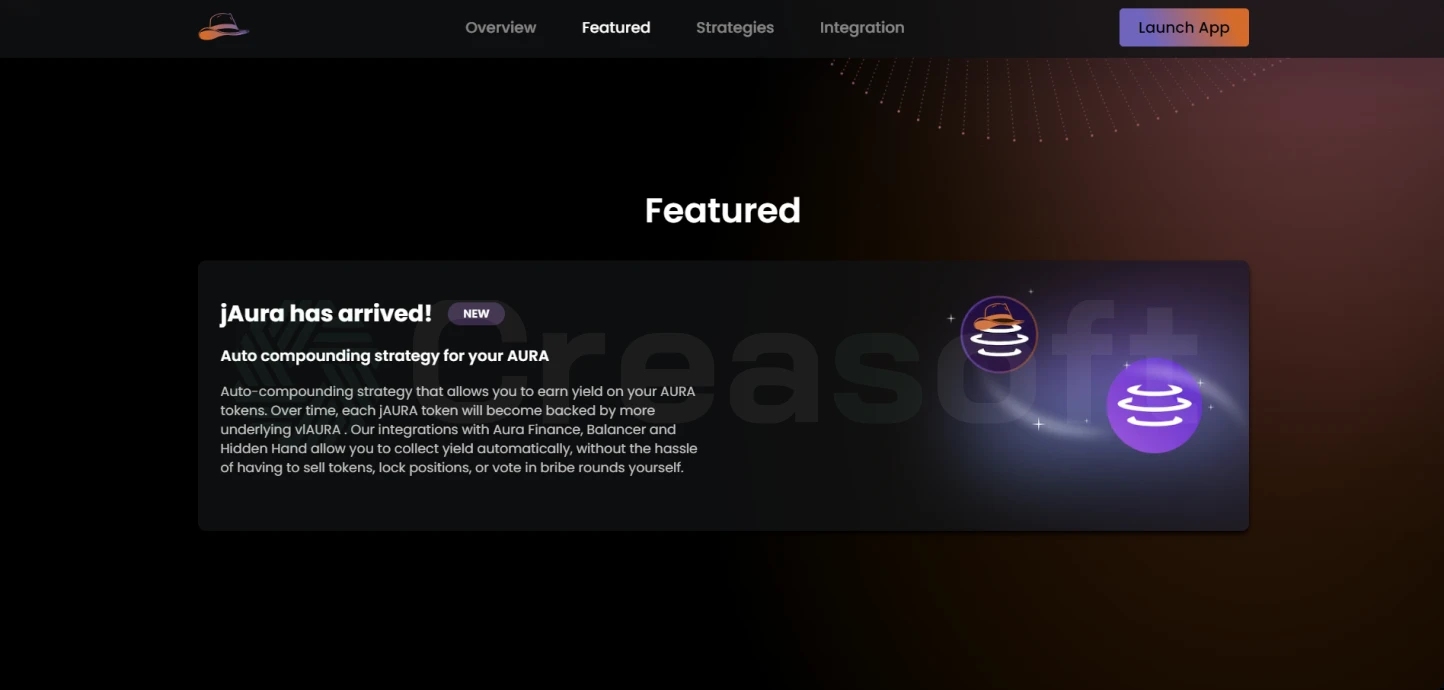 Overview
Featured
Strategies
Integration
Launch App
Featured
jAura has arrived!
NEW
Auto compounding strategy for your AURA
Auto-compounding strategy that allows you to earn yield on your AURA
tokens. Over time, each jAURA token will become backed by more
underlying vlAURA . Our integrations with Aura Finance, Balancer and
Hidden Hand allow you to collect yield automatically, without the hassle
of having to sell tokens, lock positions, or vote in bribe rounds yourself.
Creasoft